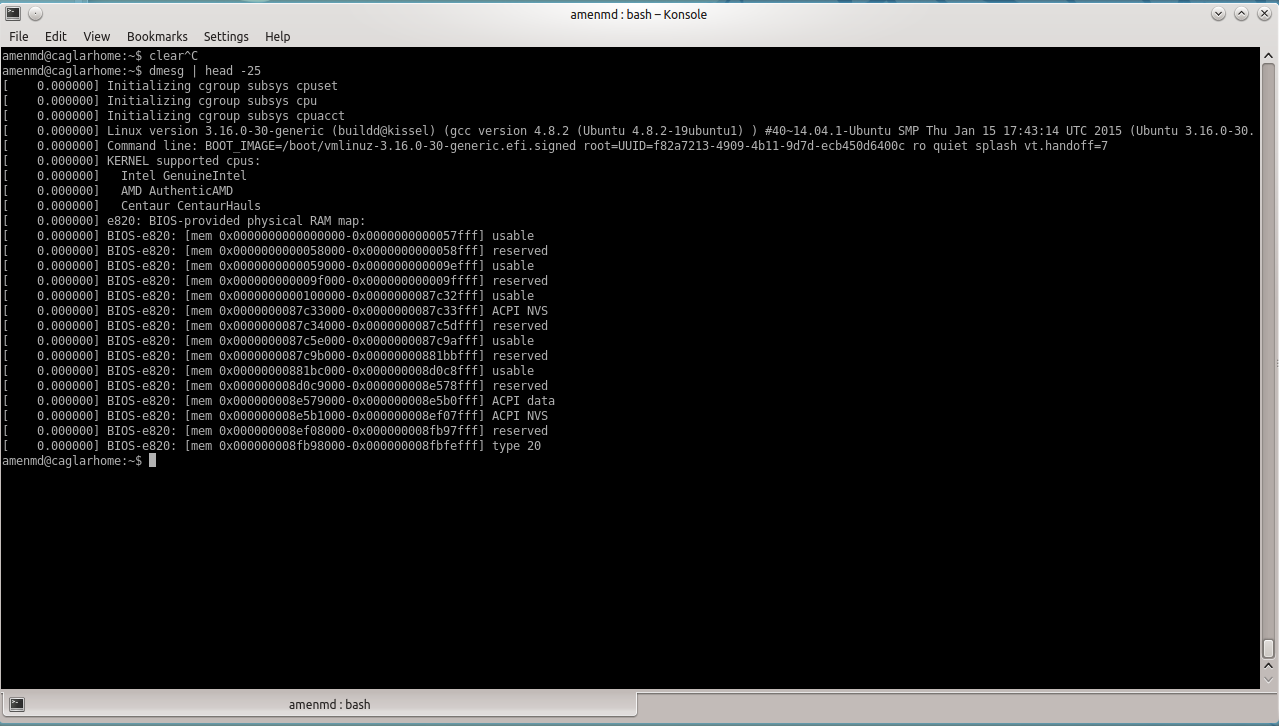 amenmd : bash – Konsole
File Edit View Bookmarks Settings Help
amenmd@caglarhome:~$ clear^C
amenmd@caglarhome:~$ dmesg | head -25
[    0.000000] Initializing cgroup subsys cpuset
[    0.000000] Initializing cgroup subsys cpu
[    0.000000] Initializing cgroup subsys cpuacct
[    0.000000] Linux version 3.16.0-30-generic (buildd@kissel) (gcc version 4.8.2 (Ubuntu 4.8.2-19ubuntu1) ) #40~14.04.1-Ubuntu SMP Thu Jan 15 17:43:14 UTC 2015 (Ubuntu 3.16.0-30.
[    0.000000] Command line: BOOT_IMAGE=/boot/vmlinuz-3.16.0-30-generic.efi.signed root=UUID=f82a7213-4909-4b11-9d7d-ecb450d6400c ro quiet splash vt.handoff=7
[    0.000000] KERNEL supported cpus:
[    0.000000]   Intel GenuineIntel
[    0.000000]   AMD AuthenticAMD
[    0.000000]   Centaur CentaurHauls
[    0.000000] e820: BIOS-provided physical RAM map:
[    0.000000] BIOS-e820: [mem 0x0000000000000000-0x0000000000057fff] usable
[    0.000000] BIOS-e820: [mem 0x0000000000058000-0x0000000000058fff] reserved
[    0.000000] BIOS-e820: [mem 0x0000000000059000-0x000000000009efff] usable
[    0.000000] BIOS-e820: [mem 0x000000000009f000-0x000000000009ffff] reserved
[    0.000000] BIOS-e820: [mem 0x0000000000100000-0x0000000087c32fff] usable
[    0.000000] BIOS-e820: [mem 0x0000000087c33000-0x0000000087c33fff] ACPI NVS
[    0.000000] BIOS-e820: [mem 0x0000000087c34000-0x0000000087c5dfff] reserved
[    0.000000] BIOS-e820: [mem 0x0000000087c5e000-0x0000000087c9afff] usable
[    0.000000] BIOS-e820: [mem 0x0000000087c9b000-0x00000000881bbfff] reserved
[    0.000000] BIOS-e820: [mem 0x00000000881bc000-0x000000008d0c8fff] usable
[    0.000000] BIOS-e820: [mem 0x000000008d0c9000-0x000000008e578fff] reserved
[    0.000000] BIOS-e820: [mem 0x000000008e579000-0x000000008e5b0fff] ACPI data
[    0.000000] BIOS-e820: [mem 0x000000008e5b1000-0x000000008ef07fff] ACPI NVS
[    0.000000] BIOS-e820: [mem 0x000000008ef08000-0x000000008fb97fff] reserved
[    0.000000] BIOS-e820: [mem 0x000000008fb98000-0x000000008fbfefff] type 20
amenmd@caglarhome:~$
amenmd : bash